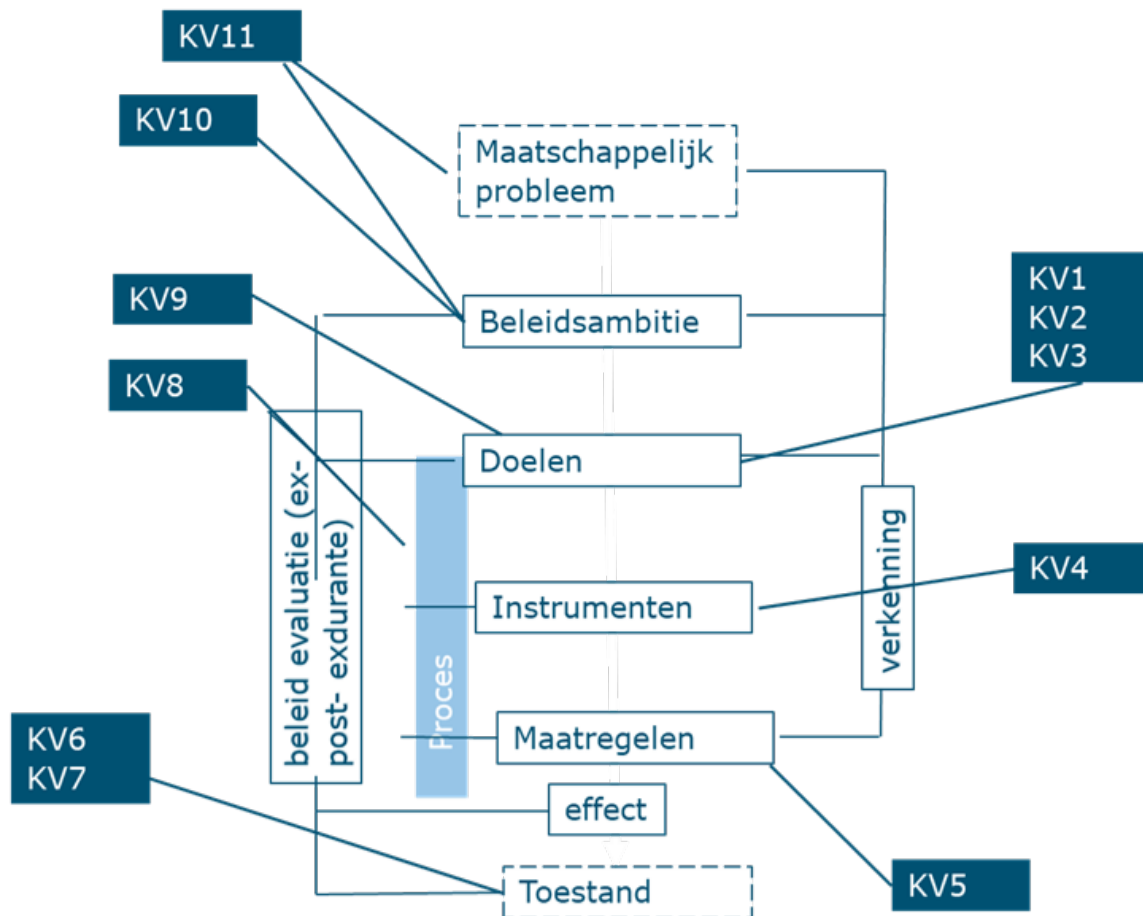 KV11
KV10
Maatschappelijk
probleem
KV9
Beleidsambitie
KV1
KV2
KV3
KV8
Doelen
beleid evaluatie (ex-
post- exdurante)
Proces
Instrumenten
verkenning
KV4
KV6
KV7
Maatregelen
effect
Toestand
KV5